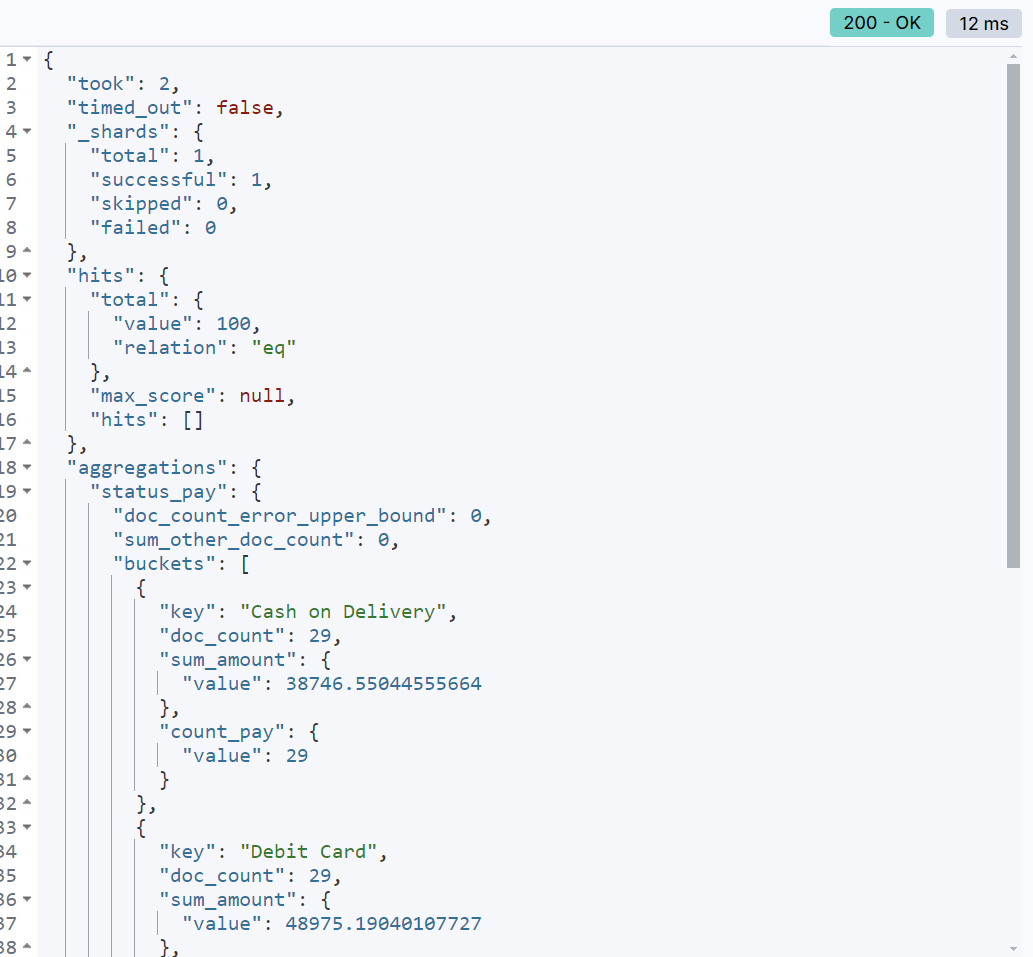 200 - OK 12 ms
1 {
2 "took": 2,
3 "timed_out": false,
4 "_shards": {
5 "total": 1,
6 "successful": 1,
7 "skipped": 0,
8 "failed": 0
9 },
10 "hits": {
11 "total": {
12 "value": 100,
13 "relation": "eq"
14 },
15 "max_score": null,
16 "hits": []
17 },
18 "aggregations": {
19 "status_pay": {
20 "doc_count_error_upper_bound": 0,
21 "sum_other_doc_count": 0,
22 "buckets": [
23 {
24 "key": "Cash on Delivery",
25 "doc_count": 29,
26 "sum_amount": {
27 "value": 38746.55044555664
28 },
29 "count_pay": {
30 "value": 29
31 }
32 },
33 {
34 "key": "Debit Card",
35 "doc_count": 29,
36 "sum_amount": {
37 "value": 48975.19040107727
38 },